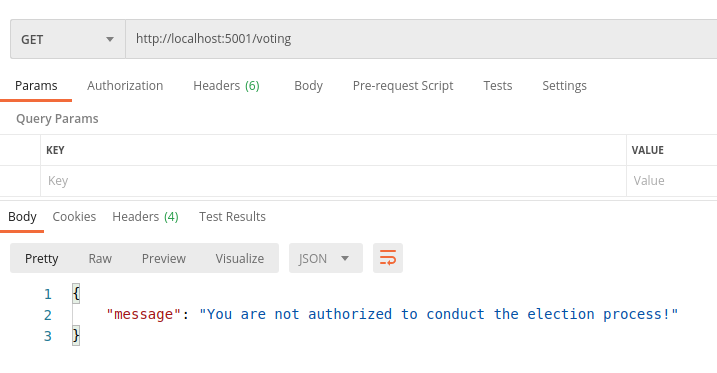 GET http://localhost:5001/voting
Params Authorization Headers (6) Body Pre-request Script Tests Settings
Query Params
KEY VALUE
Key Value
Body Cookies Headers (4) Test Results
Pretty Raw Preview Visualize JSON
1 {
2 "message": "You are not authorized to conduct the election process!"
3 }